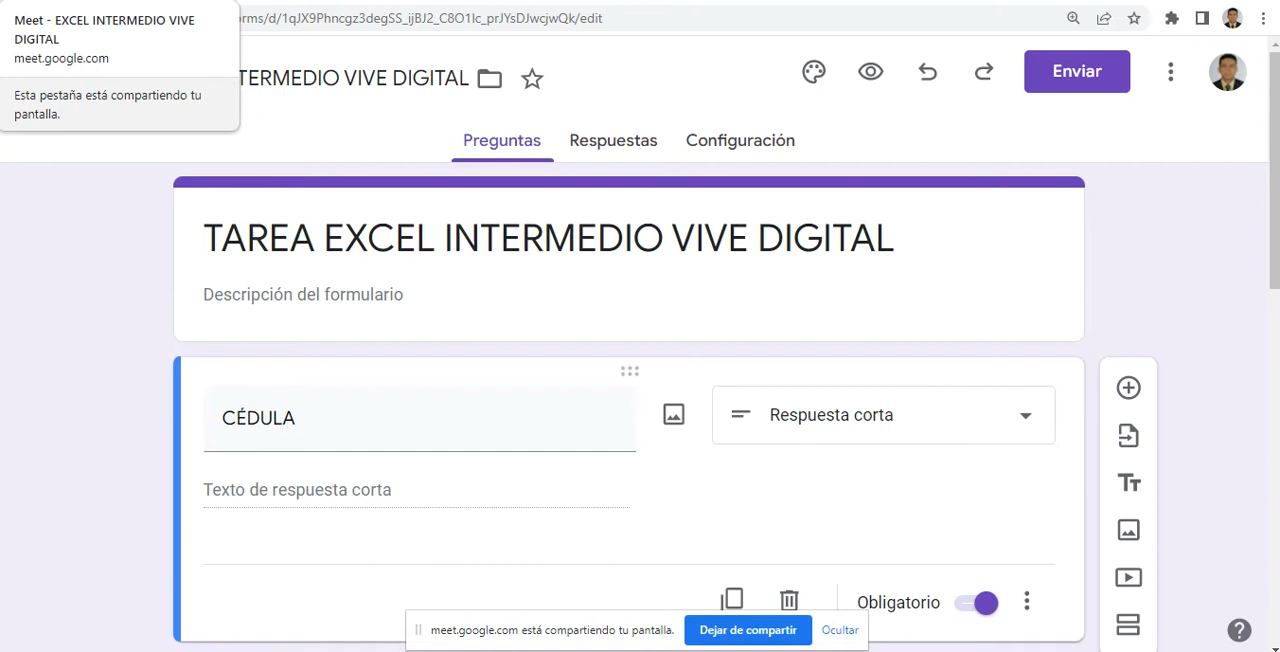 Meet - EXCEL INTERMEDIO VIVE
DIGITAL
meet.google.com
Esta pestaña está compartiendo tu
pantalla.
orms/d/1qJX9Phncgz3degSS_ijBJ2_C8O1Ic_prJYsDJwcjwQk/edit
TERMEDIO VIVE DIGITAL
Enviar
Preguntas Respuestas Configuración
TAREA EXCEL INTERMEDIO VIVE DIGITAL
Descripción del formulario
CÉDULA
Respuesta corta
Texto de respuesta corta
Obligatorio
meet.google.com está compartiendo tu pantalla. Dejar de compartir Ocultar